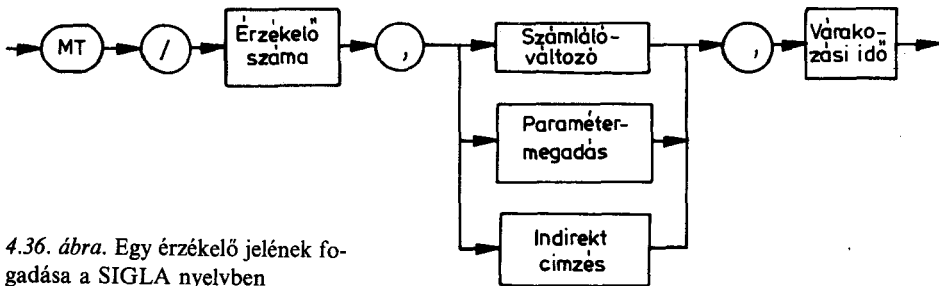 MT
/
Érzékelő
száma
,
Számláló-
változó
Paraméter-
megadás
Indirekt
címzés
,
Várako-
zási idő
4.36. ábra. Egy érzékelő jelének fo-
gadása a SIGLA nyelvben